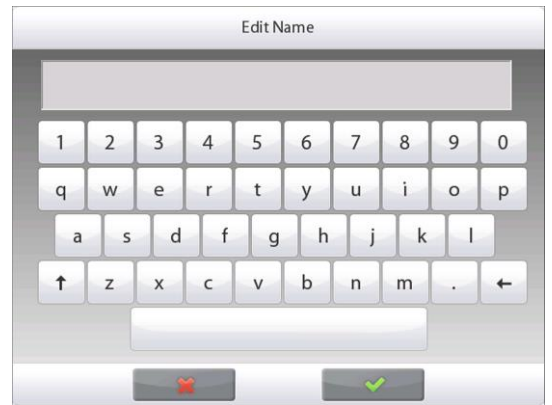 Edit Name
1 2 3 4 5 6 7 8 9 0
q w e r t y u i o p
a s d f g h j k l
↑ z x c v b n m . ←